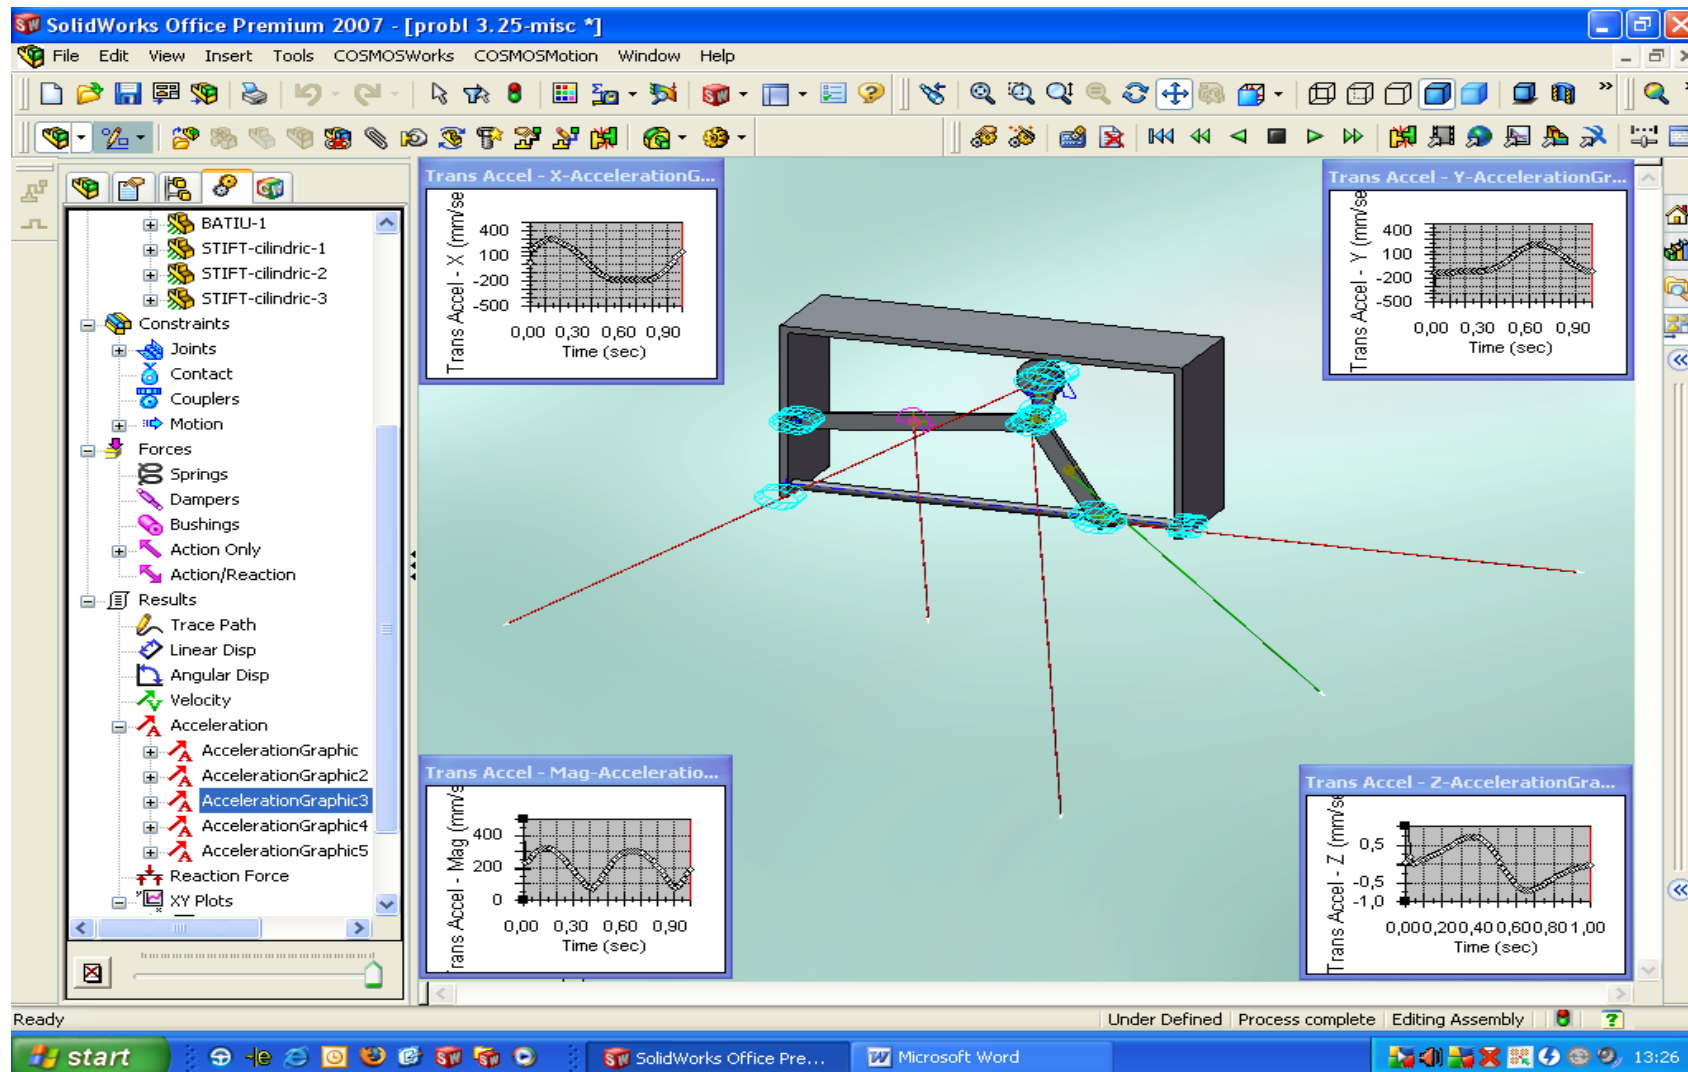 SolidWorks Office Premium 2007 - [probl 3.25-misc *]
File Edit View Insert Tools COSMOSWorks COSMOSMotion Window Help
BATIU-1
STIFT-cilindric-1
STIFT-cilindric-2
STIFT-cilindric-3
Constraints
Joints
Contact
Couplers
Motion
Forces
Springs
Dampers
Bushings
Action Only
Action/Reaction
Results
Trace Path
Linear Disp
Angular Disp
Velocity
Acceleration
AccelerationGraphic
AccelerationGraphic2
AccelerationGraphic3
AccelerationGraphic4
AccelerationGraphic5
Reaction Force
XY Plots
Trans Accel - X-AccelerationG...
Trans Accel - X (mm/se
400
100
-200
-500
0,00 0,30 0,60 0,90
Time (sec)
Trans Accel - Y-AccelerationGr...
Trans Accel - Y (mm/se
400
100
-200
-500
0,00 0,30 0,60 0,90
Time (sec)
Trans Accel - Mag-Acceleratio...
Trans Accel - Mag (mm/s
400
200
0
0,00 0,30 0,60 0,90
Time (sec)
Trans Accel - Z-AccelerationGra...
Trans Accel - Z (mm/se
0,5
-0,5
-1,0
0,000,200,400,600,801,00
Time (sec)
Ready
Under Defined Process complete Editing Assembly
start
SolidWorks Office Pre...
Microsoft Word
13:26